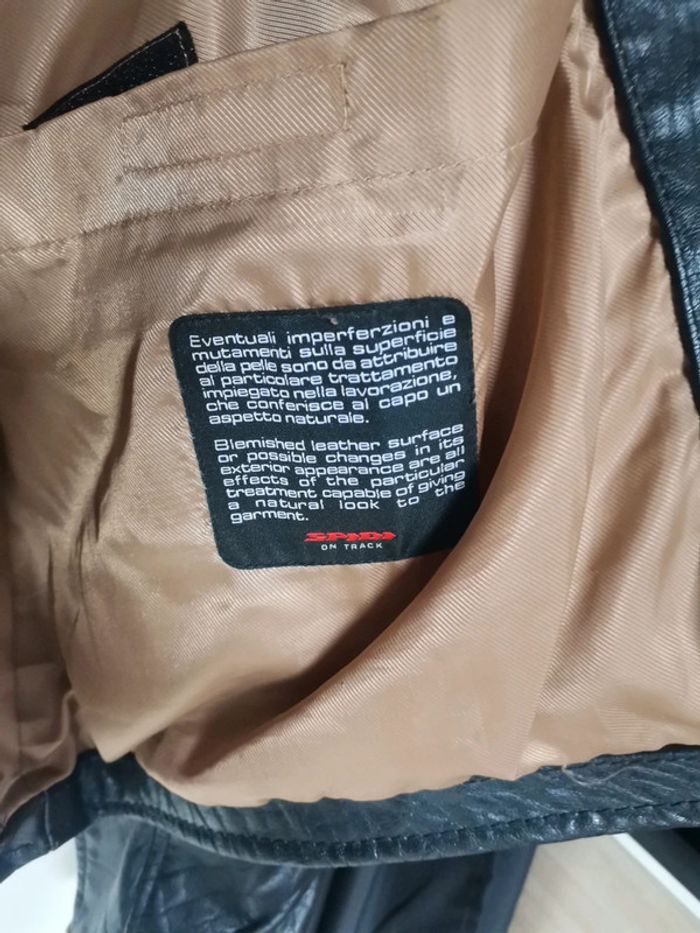 Eventuali imperferzioni e
mutamenti sulla superficie
della pelle sono da attribuire
al particolare trattamento
impiegato nella lavorazione,
che conferisce al capo un
aspetto naturale.
Blemished leather surface
or possible changes in its
exterior appearance are all
effects of the particular
treatment capable of giving
a natural look to the
garment.
SPIDI
ON TRACK